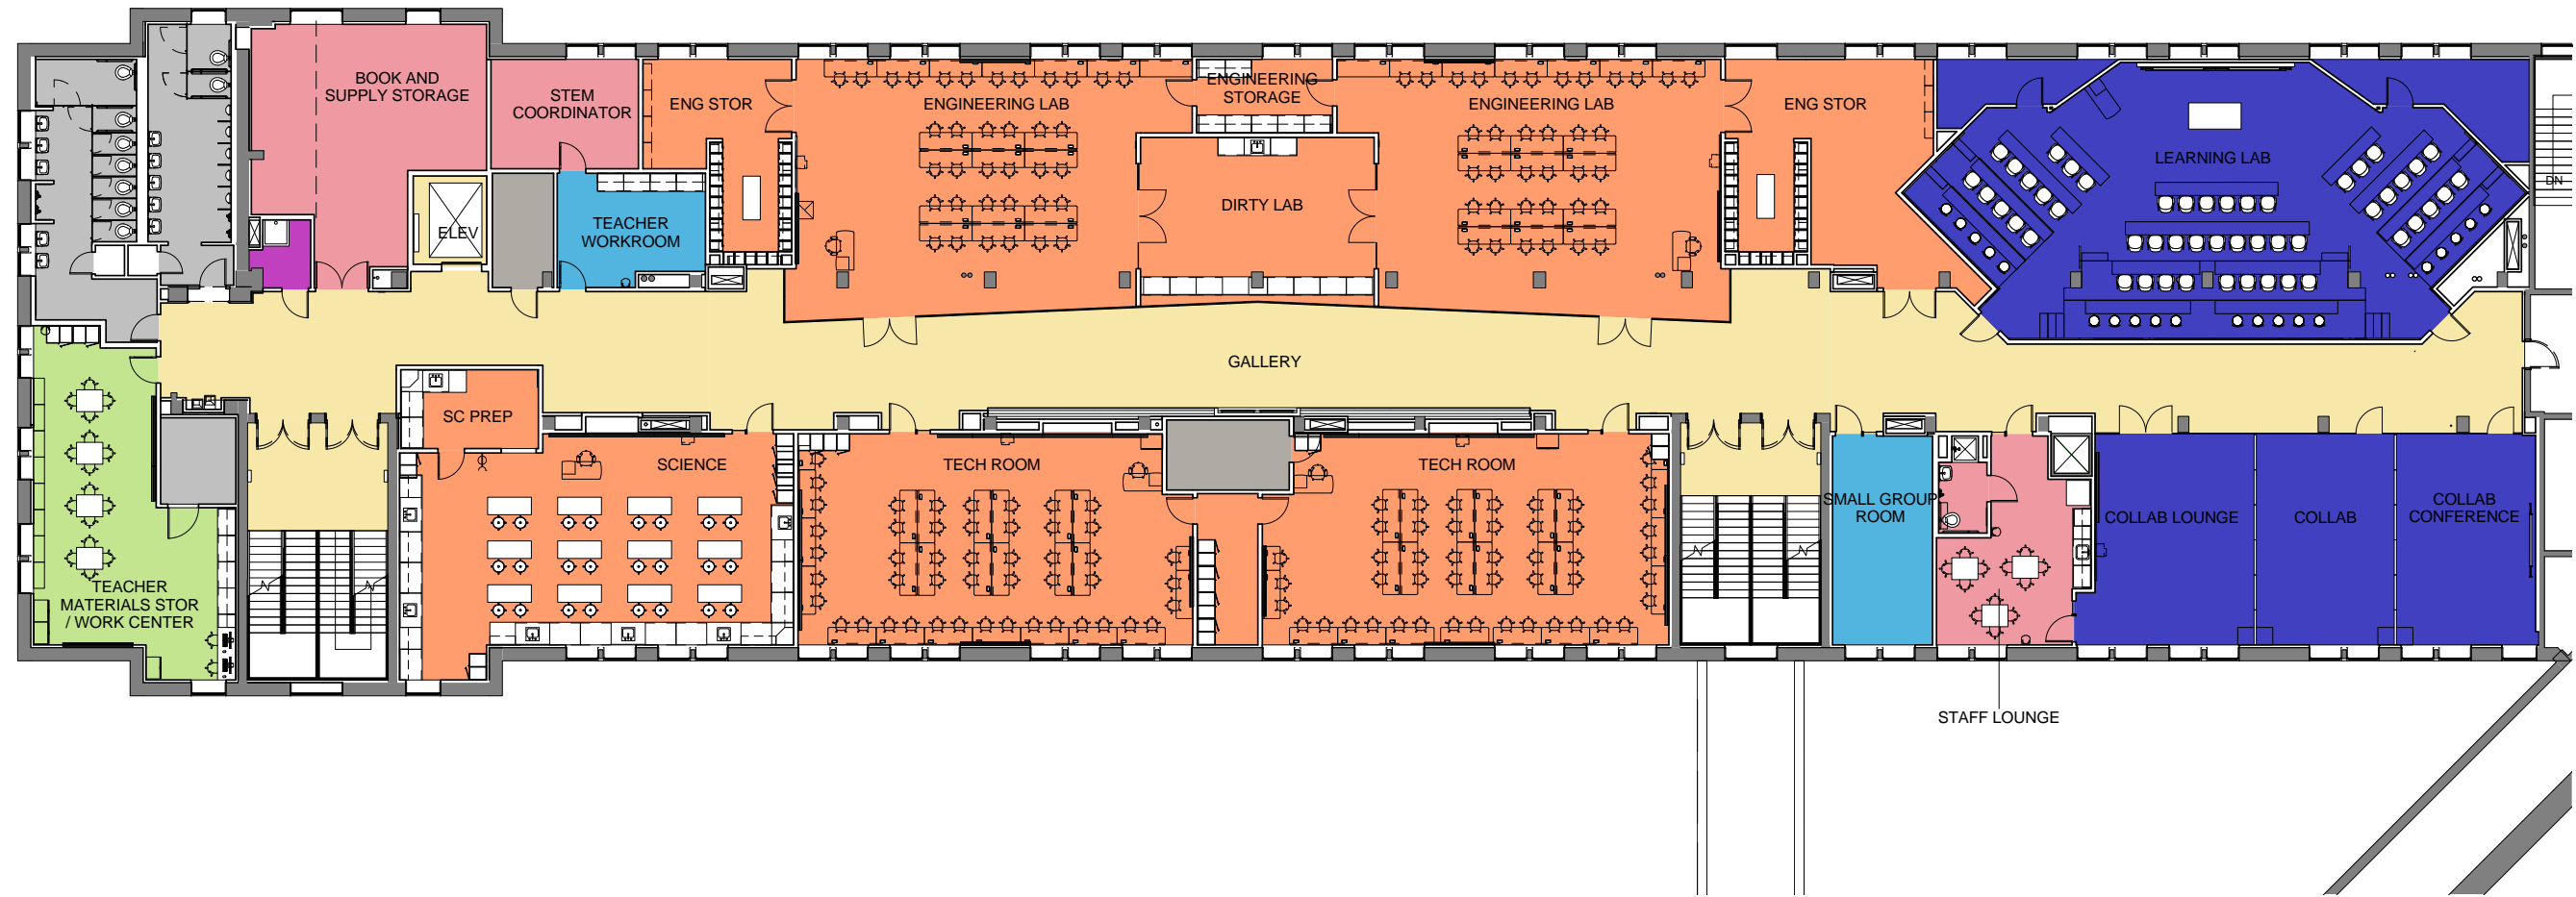 BOOK AND
SUPPLY STORAGE
STEM
COORDINATOR
ENG STOR
ENGINEERING LAB
ENGINEERING
STORAGE
ENGINEERING LAB
ENG STOR
LEARNING LAB
DN
ELEV
TEACHER
WORKROOM
DIRTY LAB
GALLERY
SC PREP
SCIENCE
TECH ROOM
TECH ROOM
SMALL GROUP
ROOM
COLLAB LOUNGE
COLLAB
COLLAB
CONFERENCE
TEACHER
MATERIALS STOR
/ WORK CENTER
STAFF LOUNGE